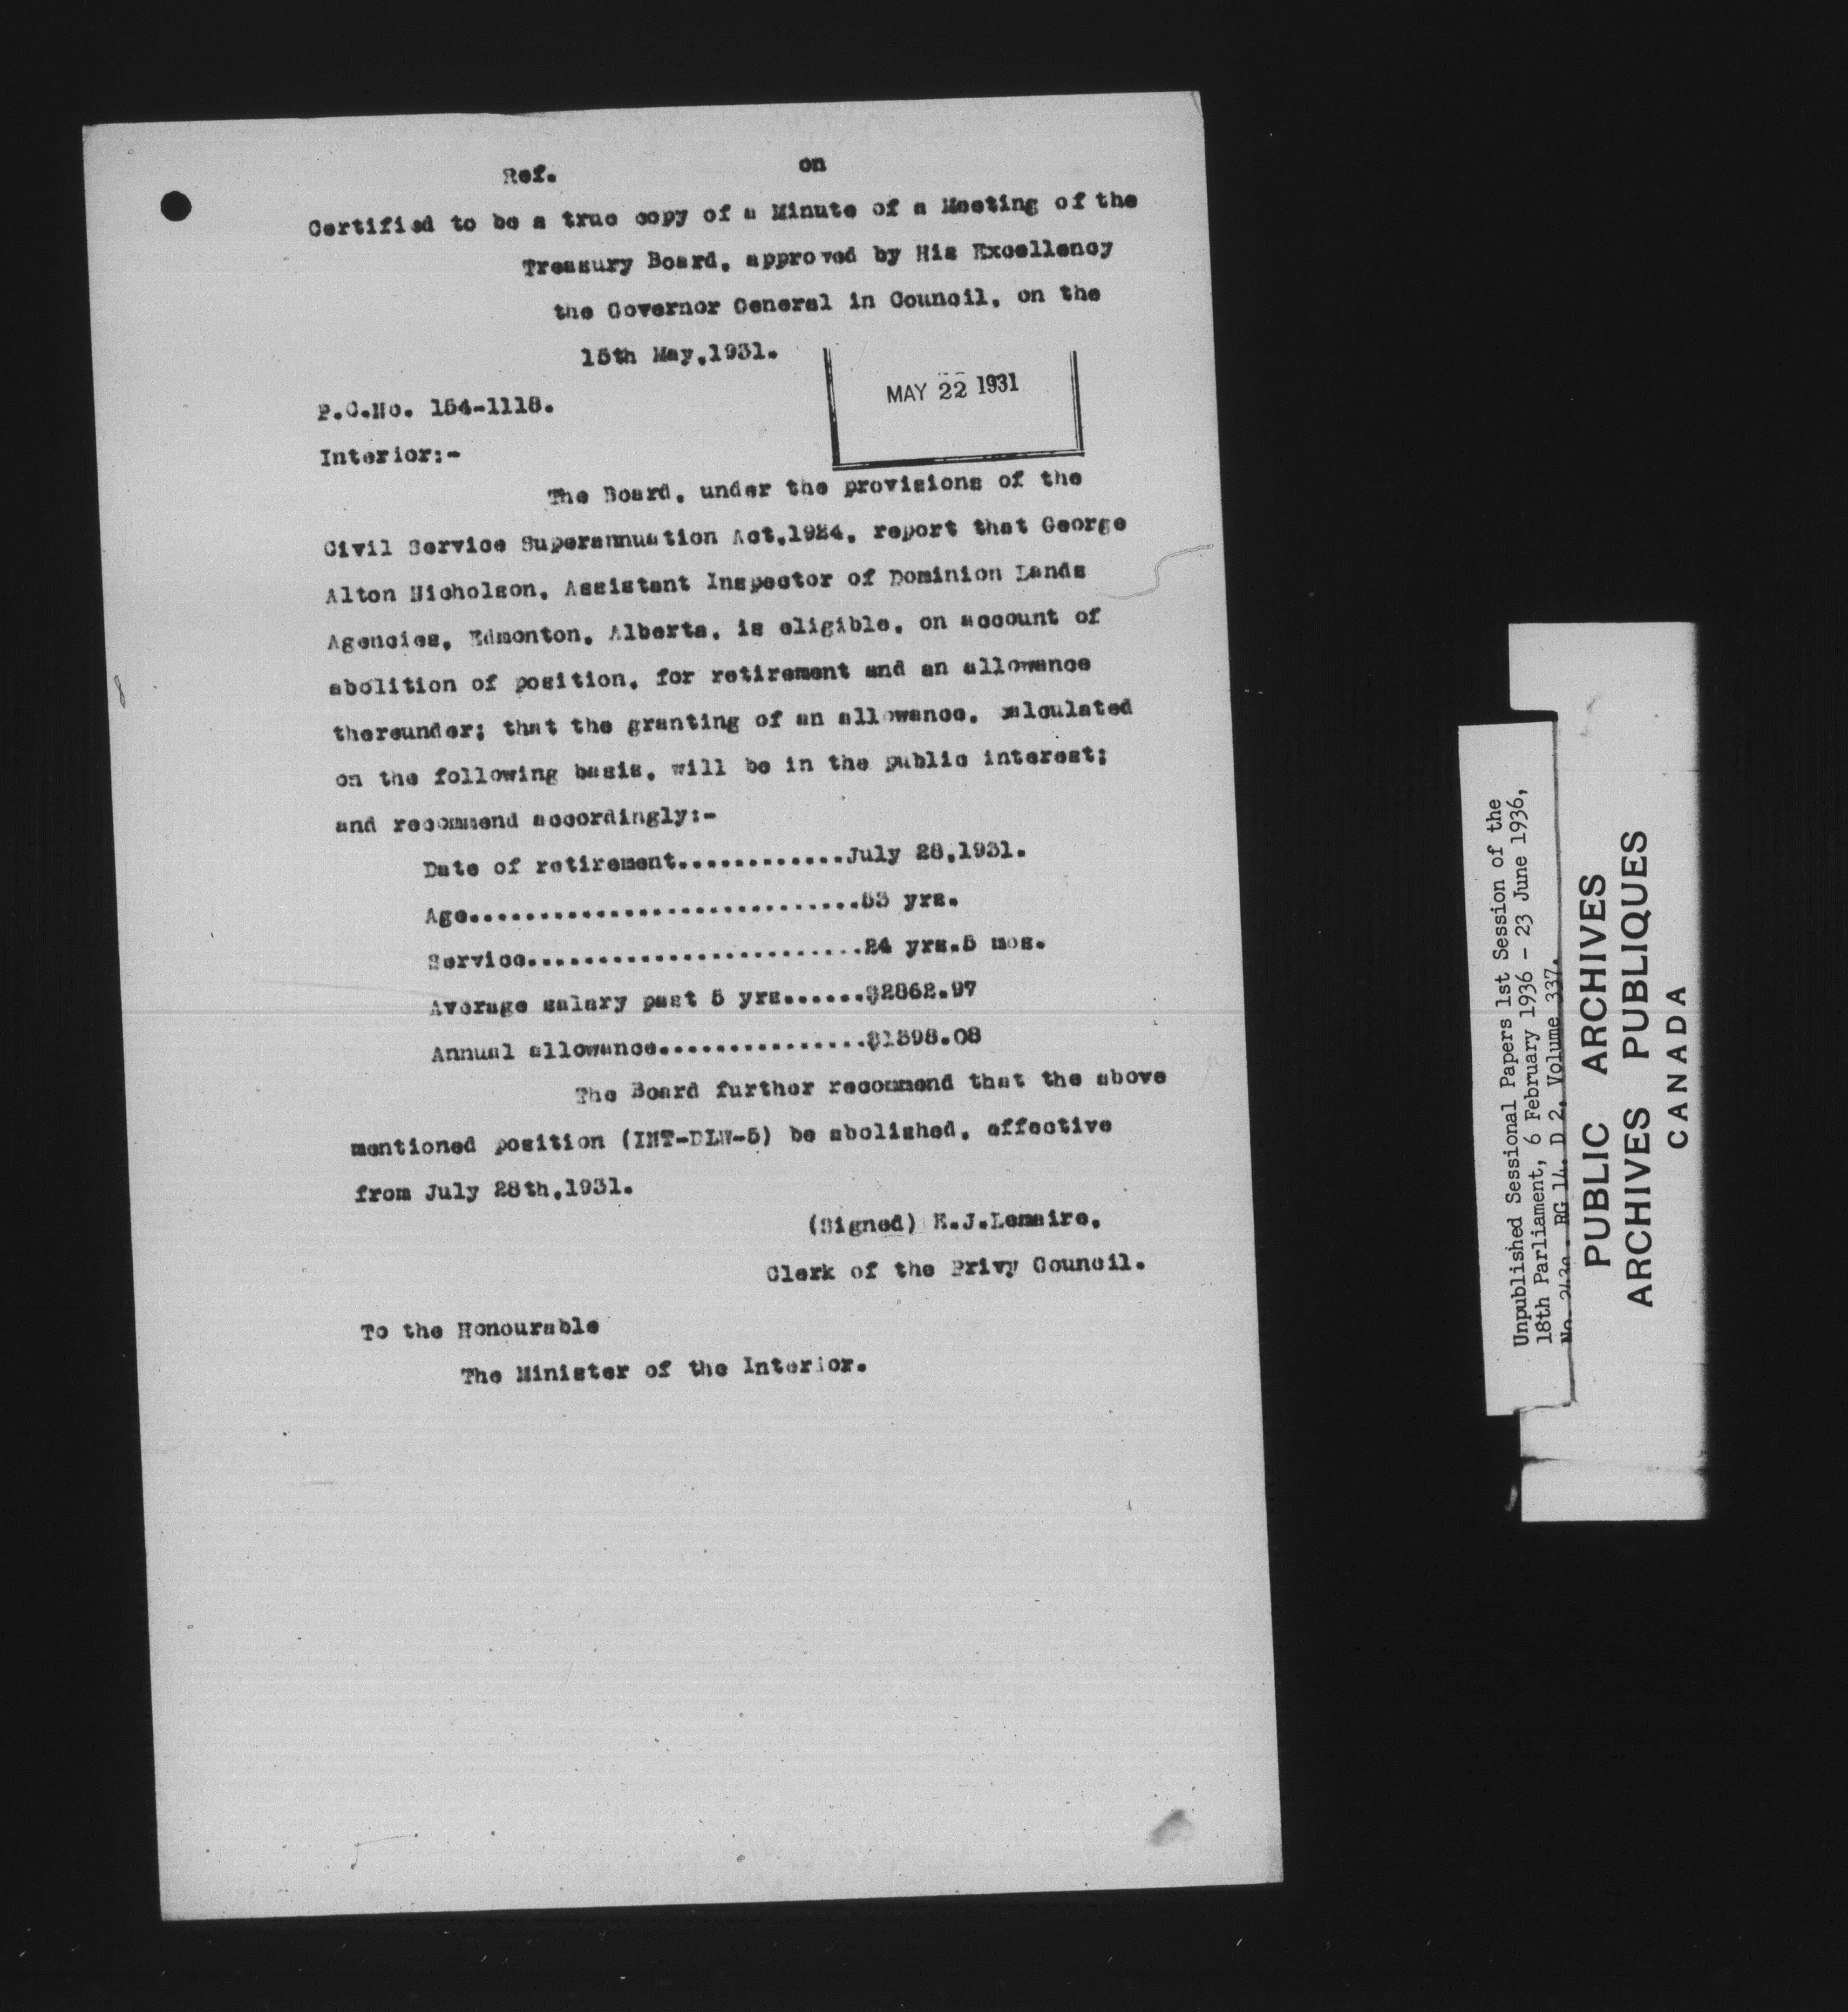 Ref. on
Certified to be a true copy of a Minute of a Meeting of the
Treasury Board, approved by His Excellency
the Governor General in Council, on the
15th May,1931.
MAY 22 1931
P.C.No. 154-1118.
Interior:-
The Board, under the provisions of the
Civil Service Superannuation Act,1924, report that George
Alton Nicholson, Assistant Inspector of Dominion Lands
Agencies, Edmonton, Alberta, is eligible, on account of
abolition of position, for retirement and an allowance
thereunder; that the granting of an allowance, calculated
on the following basis, will be in the public interest;
and recommend accordingly:-
Date of retirement............July 28,1931.
Age............................53 yrs.
Service........................24 yrs.5 mos.
Average salary past 5 yrs......$2862.97
Annual allowance...............$1398.08
The Board further recommend that the above
mentioned position (INT-DLW-5) be abolished, effective
from July 28th,1931.
(Signed) E.J.Lemaire,
Clerk of the Privy Council.
To the Honourable
The Minister of the Interior.
Unpublished Sessional Papers 1st Session of the
18th Parliament, 6 February 1936 - 23 June 1936,
No. 243a. RG 14, D 2, Volume 337.
PUBLIC ARCHIVES
ARCHIVES PUBLIQUES
CANADA